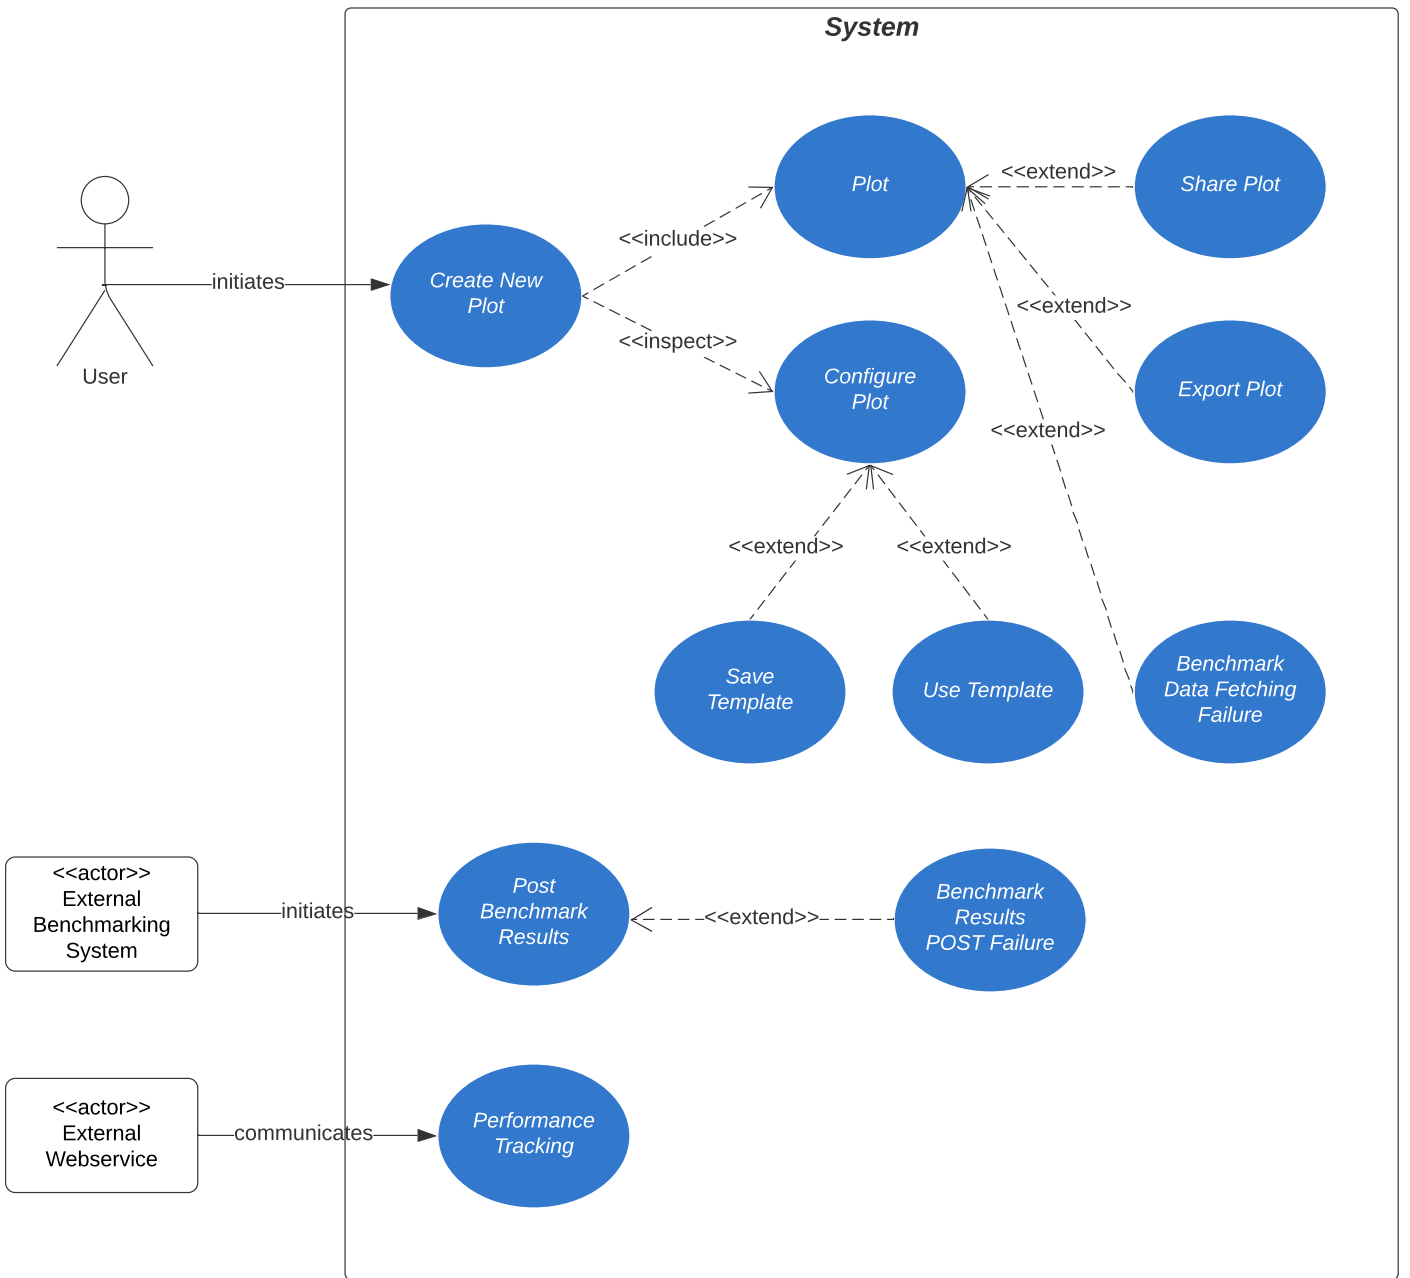 System
Plot
<<extend>>
Share Plot
<<include>>
Create New
Plot
initiates
User
<<inspect>>
<<extend>>
Configure
Plot
Export Plot
<<extend>>
<<extend>>
<<extend>>
Save
Template
Use Template
Benchmark
Data Fetching
Failure
<<actor>>
External
Benchmarking
System
initiates
Post
Benchmark
Results
<<extend>>
Benchmark
Results
POST Failure
<<actor>>
External
Webservice
communicates
Performance
Tracking